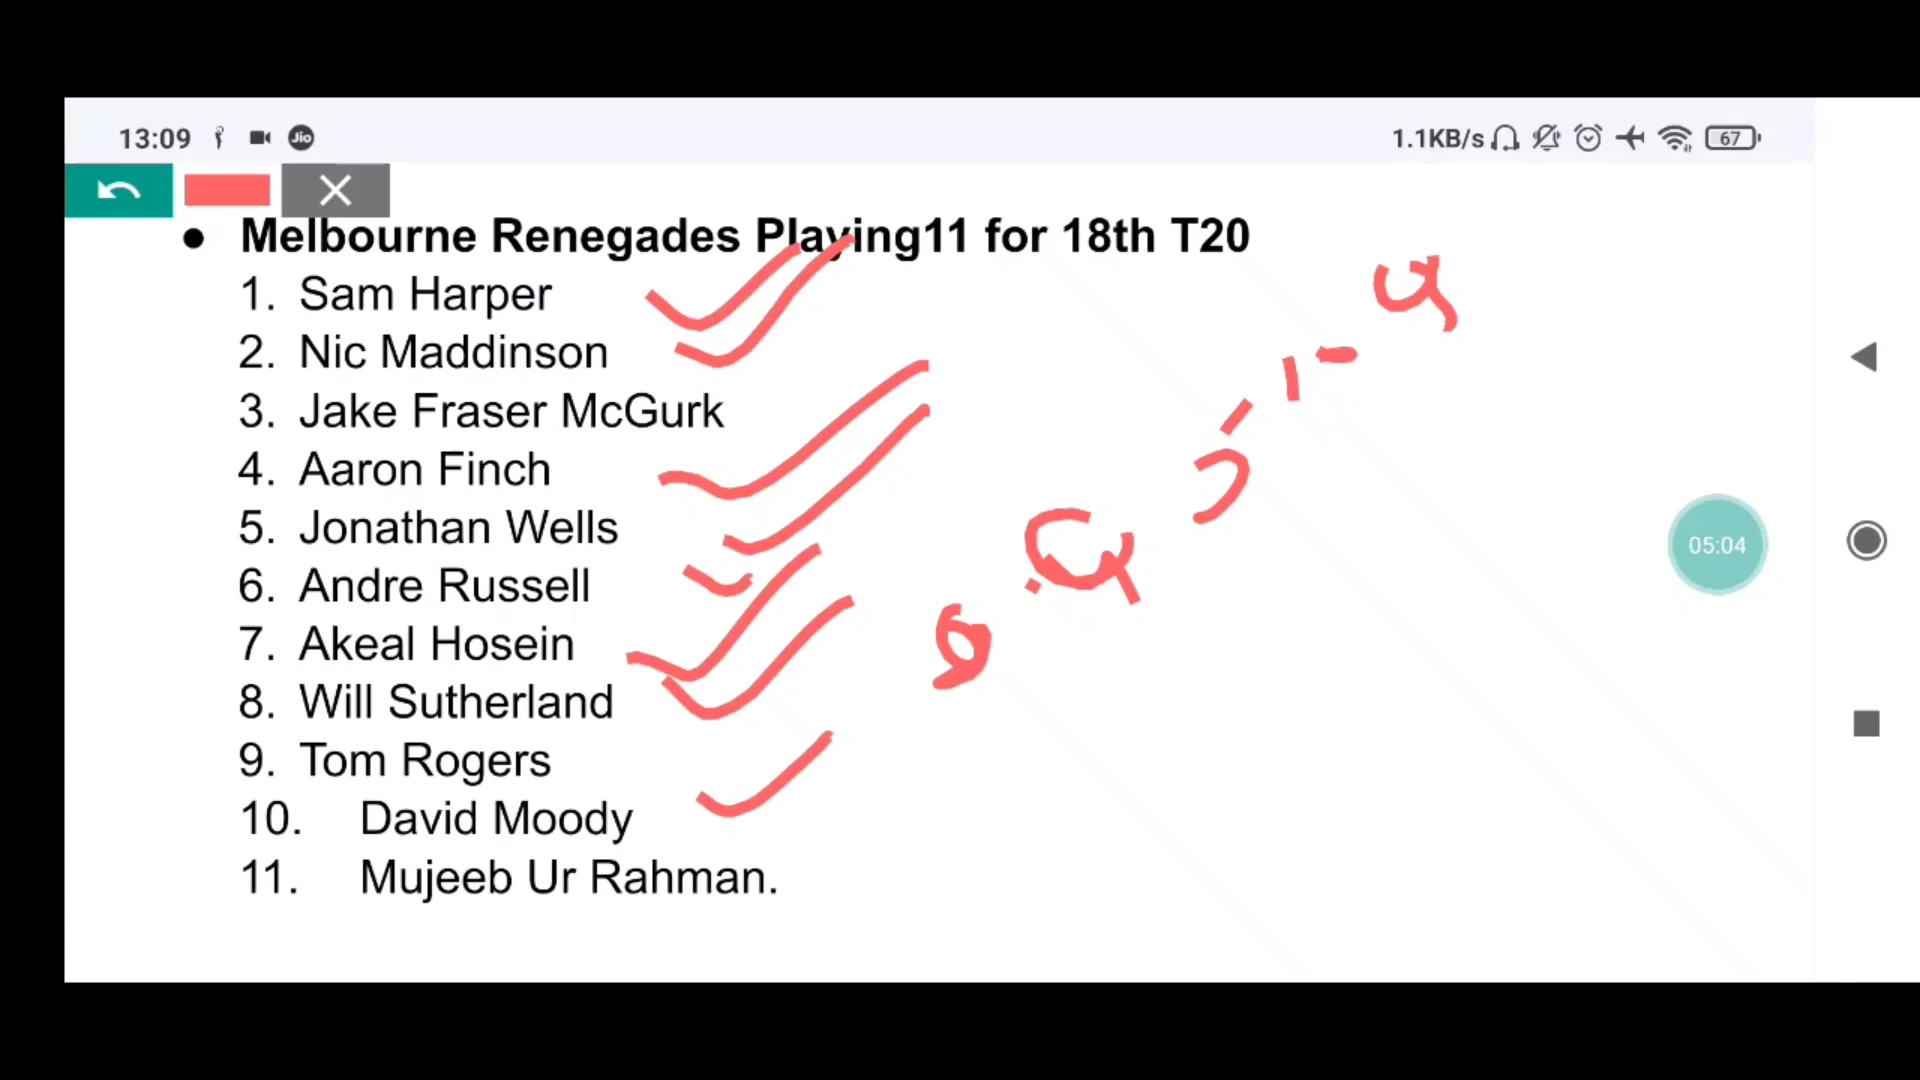 13:09 Jio 1.1KB/s 67
● Melbourne Renegades Playing11 for 18th T20
1. Sam Harper
2. Nic Maddinson
3. Jake Fraser McGurk
4. Aaron Finch
5. Jonathan Wells
6. Andre Russell
7. Akeal Hosein
8. Will Sutherland
9. Tom Rogers
10. David Moody
11. Mujeeb Ur Rahman.
05:04